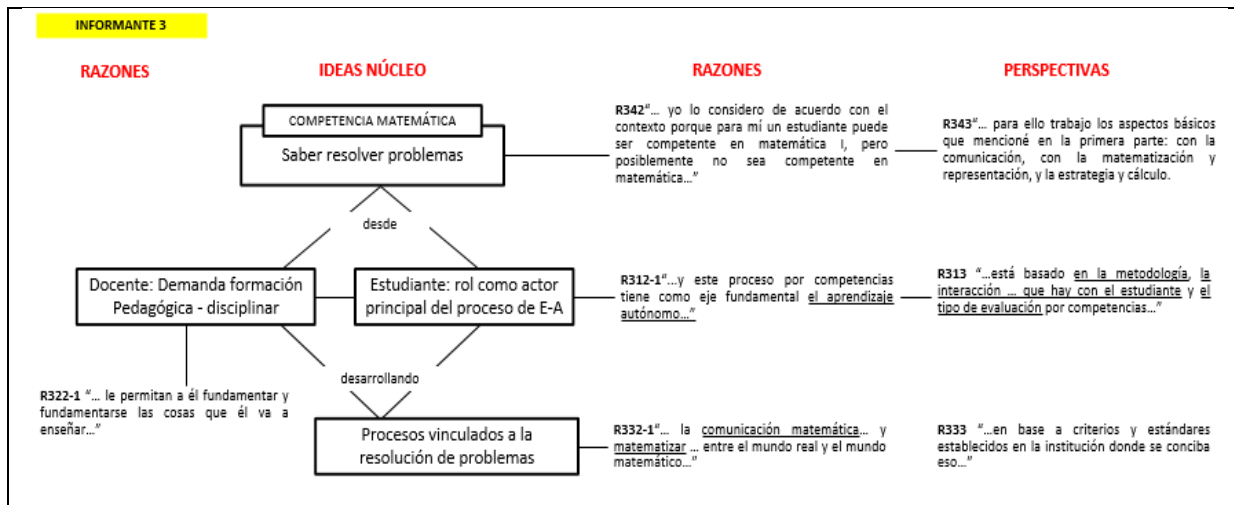 INFORMANTE 3
RAZONES
IDEAS NÚCLEO
RAZONES
PERSPECTIVAS
COMPETENCIA MATEMÁTICA
Saber resolver problemas
R342“… yo lo considero de acuerdo con el
contexto porque para mí un estudiante puede
ser competente en matemática I, pero
posiblemente no sea competente en
matemática…”
R343“… para ello trabajo los aspectos básicos
que mencioné en la primera parte: con la
comunicación, con la matematización y
representación, y la estrategia y cálculo.
desde
Docente: Demanda formación
Pedagógica - disciplinar
Estudiante: rol como actor
principal del proceso de E-A
R312-1“…y este proceso por competencias
tiene como eje fundamental el aprendizaje
autónomo…”
R313 “…está basado en la metodología, la
interacción … que hay con el estudiante y el
tipo de evaluación por competencias…”
desarrollando
R322-1 “… le permitan a él fundamentar y
fundamentarse las cosas que él va a
enseñar…”
Procesos vinculados a la
resolución de problemas
R332-1“… la comunicación matemática… y
matematizar … entre el mundo real y el mundo
matemático…”
R333 “…en base a criterios y estándares
establecidos en la institución donde se conciba
eso…”